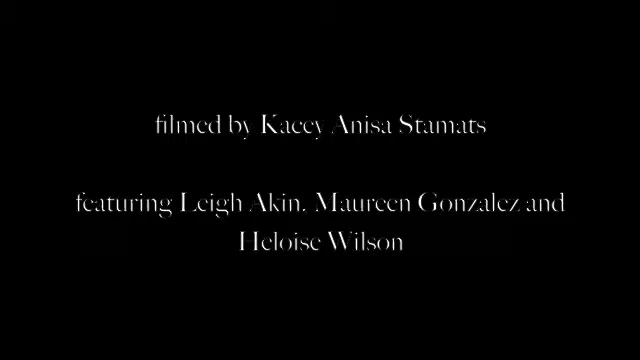 filmed by Kacey Anisa Stamats
featuring Leigh Akin, Maureen Gonzalez and
Heloise Wilson